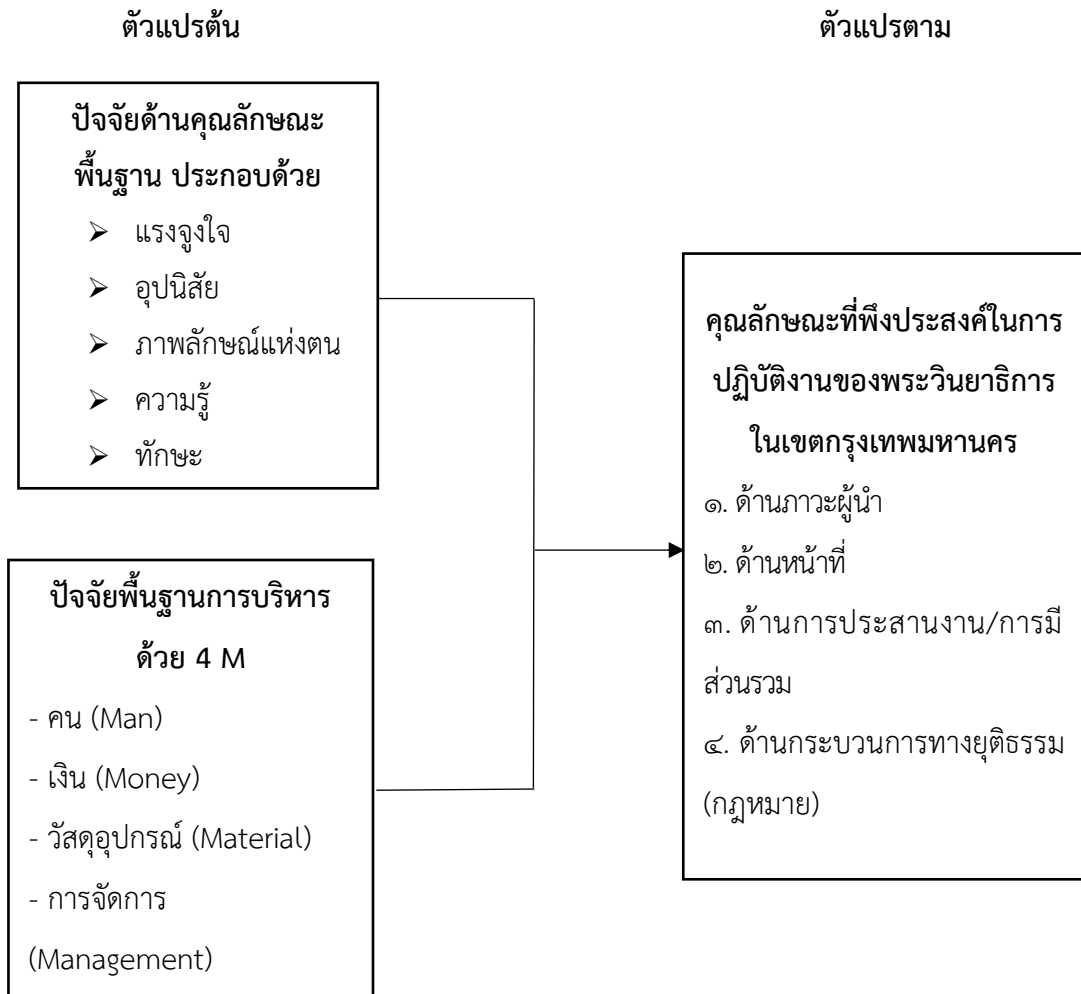 ตัวแปรต้น
ตัวแปรตาม
ปัจจัยด้านคุณลักษณะ
พื้นฐาน ประกอบด้วย
➢ แรงจูงใจ
➢ อุปนิสัย
➢ ภาพลักษณ์แห่งตน
➢ ความรู้
➢ ทักษะ
ปัจจัยพื้นฐานการบริหาร
ด้วย 4 M
- คน (Man)
- เงิน (Money)
- วัสดุอุปกรณ์ (Material)
- การจัดการ
(Management)
คุณลักษณะที่พึงประสงค์ในการ
ปฏิบัติงานของพระวินยาธิการ
ในเขตกรุงเทพมหานคร
๑. ด้านภาวะผู้นำ
๒. ด้านหน้าที่
๓. ด้านการประสานงาน/การมี
ส่วนรวม
๔. ด้านกระบวนการทางยุติธรรม
(กฎหมาย)